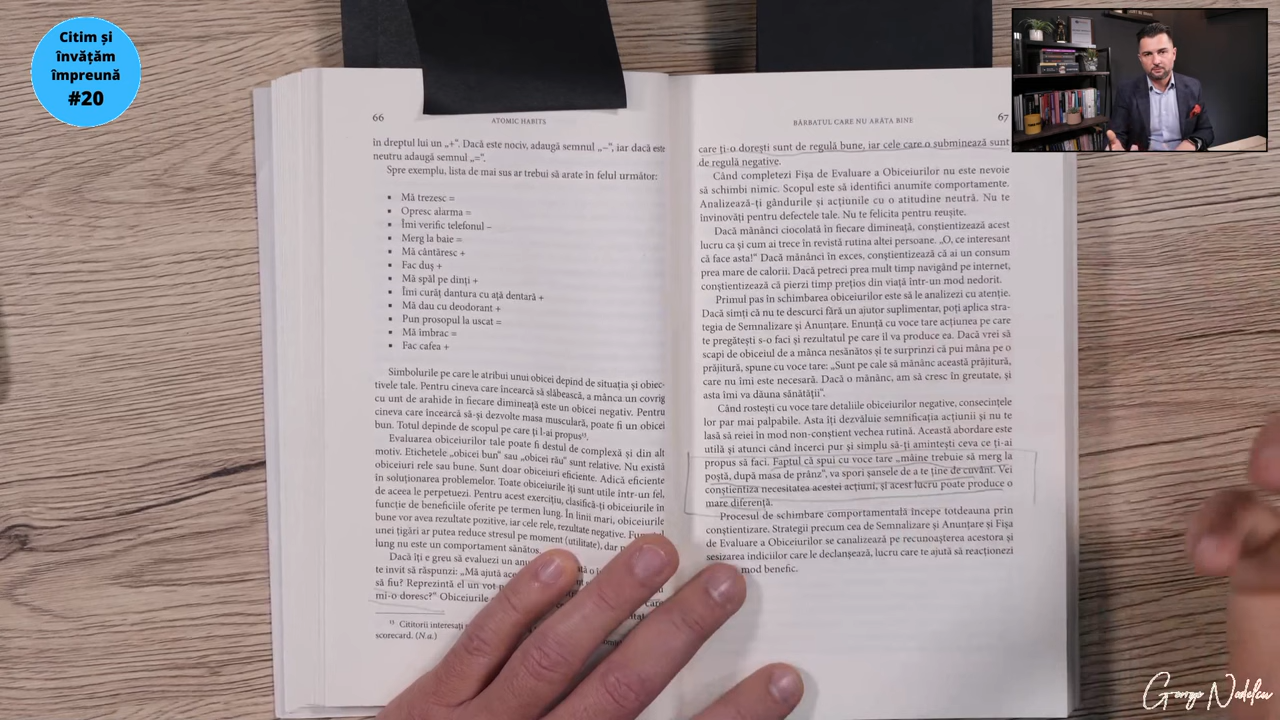 Citim și
învățăm
împreună
#20
66
ATOMIC HABITS
în dreptul lui un „+”. Dacă este nociv, adaugă semnul „–”, iar dacă este
neutru adaugă semnul „=”.
Spre exemplu, lista de mai sus ar trebui să arate în felul următor:
▪ Mă trezesc =
▪ Opresc alarma =
▪ Îmi verific telefonul –
▪ Merg la baie =
▪ Mă cântăresc +
▪ Fac duș +
▪ Mă spăl pe dinți +
▪ Îmi curăț dantura cu ață dentară +
▪ Mă dau cu deodorant +
▪ Pun prosopul la uscat =
▪ Mă îmbrac =
▪ Fac cafea +
Simbolurile pe care le atribui unui obicei depind de situația și obiec-
tivele tale. Pentru cineva care încearcă să slăbească, a mânca un covrig
cu unt de arahide în fiecare dimineață este un obicei negativ. Pentru
cineva care încearcă să-și dezvolte masa musculară, poate fi un obicei
bun. Totul depinde de scopul pe care ți l-ai propus¹³.
Evaluarea obiceiurilor tale poate fi destul de complexă și din alt
motiv. Etichetele „obicei bun” sau „obicei rău” sunt relative. Nu există
obiceiuri rele sau bune. Sunt doar obiceiuri eficiente. Adică eficiente
în soluționarea problemelor. Toate obiceiurile îți sunt utile într-un fel,
de aceea le perpetuezi. Pentru acest exercițiu, clasifică-ți obiceiurile în
funcție de beneficiile oferite pe termen lung. În linii mari, obiceiurile
bune vor avea rezultate pozitive, iar cele rele, rezultate negative.
unei țigări ar putea reduce stresul pe moment (utilitate), dar
lung nu este un comportament sănătos.
Dacă îți e greu să evaluezi un
te invit să răspunzi: „Mă ajută
să fiu? Reprezintă el un vot
mi-o doresc?” Obiceiurile
¹³ Cititorii interesați
scorecard. (N.a.)
BĂRBATUL CARE NU ARĂTA BINE
67
care ți-o dorești sunt de regulă bune, iar cele care o subminează sunt
de regulă negative.
Când completezi Fișa de Evaluare a Obiceiurilor nu este nevoie
să schimbi nimic. Scopul este să identifici anumite comportamente.
Analizează-ți gândurile și acțiunile cu o atitudine neutră. Nu te
învinovăți pentru defectele tale. Nu te felicita pentru reușite.
Dacă mănânci ciocolată în fiecare dimineață, conștientizează acest
lucru ca și cum ai trece în revistă rutina altei persoane. „O, ce interesant
că face asta!” Dacă mănânci în exces, conștientizează că ai un consum
prea mare de calorii. Dacă petreci prea mult timp navigând pe internet,
conștientizează că pierzi timp prețios din viață într-un mod nedorit.
Primul pas în schimbarea obiceiurilor este să le analizezi cu atenție.
Dacă simți că nu te descurci fără un ajutor suplimentar, poți aplica stra-
tegia de Semnalizare și Anunțare. Enunță cu voce tare acțiunea pe care
te pregătești s-o faci și rezultatul pe care îl va produce ea. Dacă vrei să
scapi de obiceiul de a mânca nesănătos și te surprinzi că pui mâna pe o
prăjitură, spune cu voce tare: „Sunt pe cale să mănânc această prăjitură,
care nu îmi este necesară. Dacă o mănânc, am să cresc în greutate, și
asta îmi va dăuna sănătății”.
Când rostești cu voce tare detaliile obiceiurilor negative, consecințele
lor par mai palpabile. Asta îți dezvăluie semnificația acțiunii și nu te
lasă să reiei în mod non-conștient vechea rutină. Această abordare este
utilă și atunci când încerci pur și simplu să-ți amintești ceva ce ți-ai
propus să faci. Faptul că spui cu voce tare „mâine trebuie să merg la
poștă, după masa de prânz”, va spori șansele de a te ține de cuvânt. Vei
conștientiza necesitatea acestei acțiuni, și acest lucru poate produce o
mare diferență.
Procesul de schimbare comportamentală începe totdeauna prin
conștientizare. Strategii precum cea de Semnalizare și Anunțare și Fișa
de Evaluare a Obiceiurilor se canalizează pe recunoașterea acestora și
sesizarea indiciilor care le declanșează, lucru care te ajută să reacționezi
mod benefic.
George Nadelcu